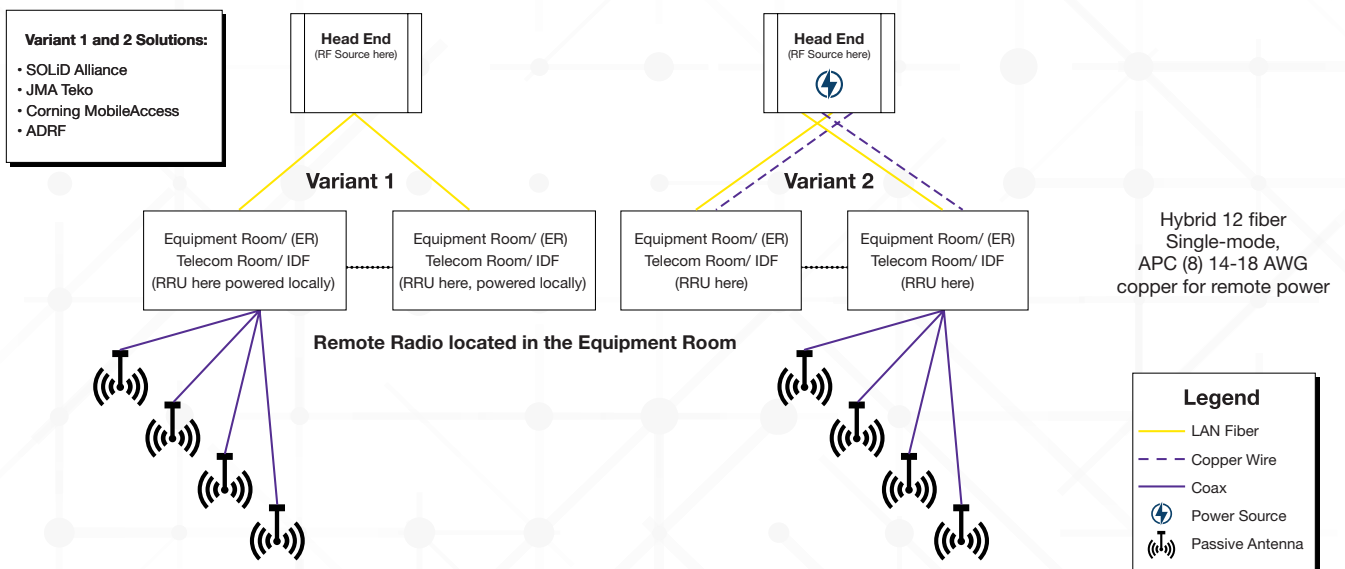 Variant 1 and 2 Solutions:
• SOLiD Alliance
• JMA Teko
• Corning MobileAccess
• ADRF
Head End
(RF Source here)
Head End
(RF Source here)
Variant 1
Variant 2
Equipment Room/ (ER)
Telecom Room/ IDF
(RRU here powered locally)
Equipment Room/ (ER)
Telecom Room/ IDF
(RRU here, powered locally)
Equipment Room/ (ER)
Telecom Room/ IDF
(RRU here)
Equipment Room/ (ER)
Telecom Room/ IDF
(RRU here)
Hybrid 12 fiber
Single-mode,
APC (8) 14-18 AWG
copper for remote power
Remote Radio located in the Equipment Room
Legend
LAN Fiber
Copper Wire
Coax
Power Source
Passive Antenna